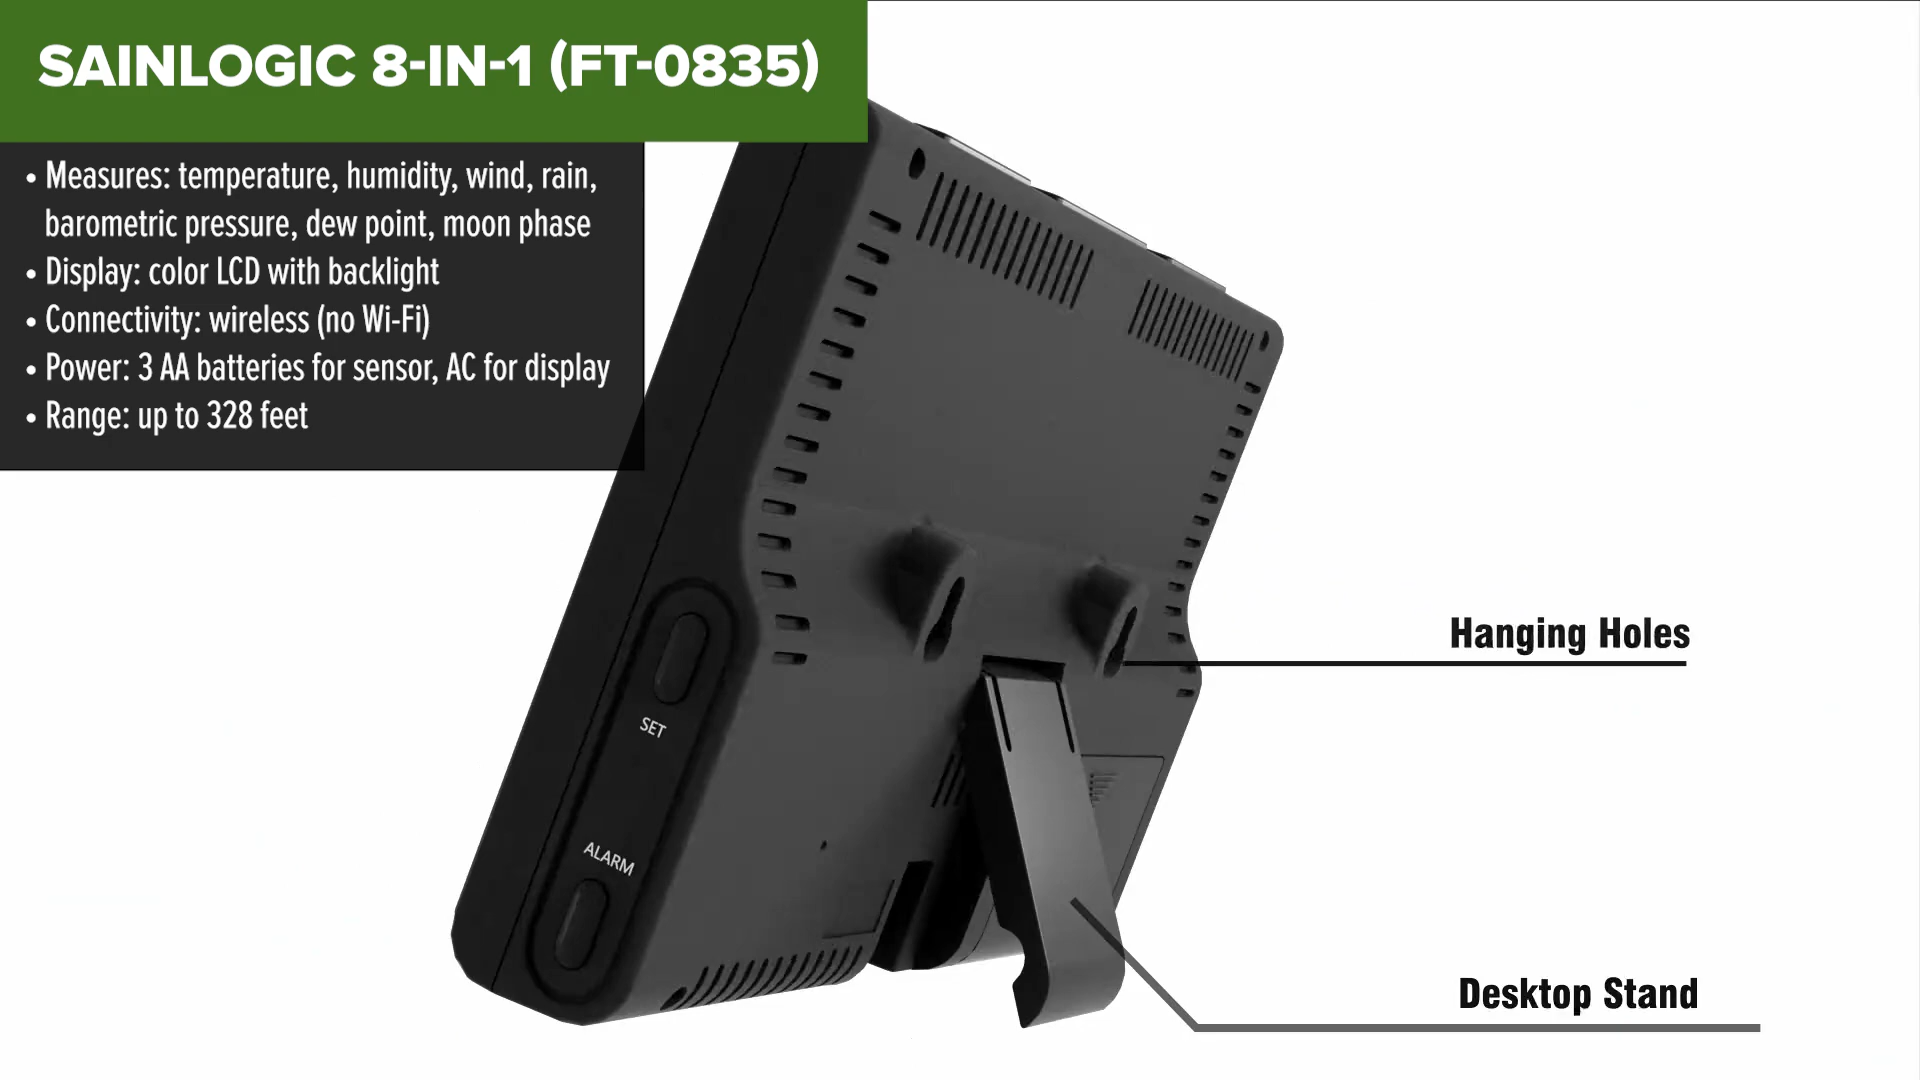 SAINLOGIC 8-IN-1 (FT-0835)
• Measures: temperature, humidity, wind, rain,
barometric pressure, dew point, moon phase
• Display: color LCD with backlight
• Connectivity: wireless (no Wi-Fi)
• Power: 3 AA batteries for sensor, AC for display
• Range: up to 328 feet
Hanging Holes
SET
ALARM
Desktop Stand